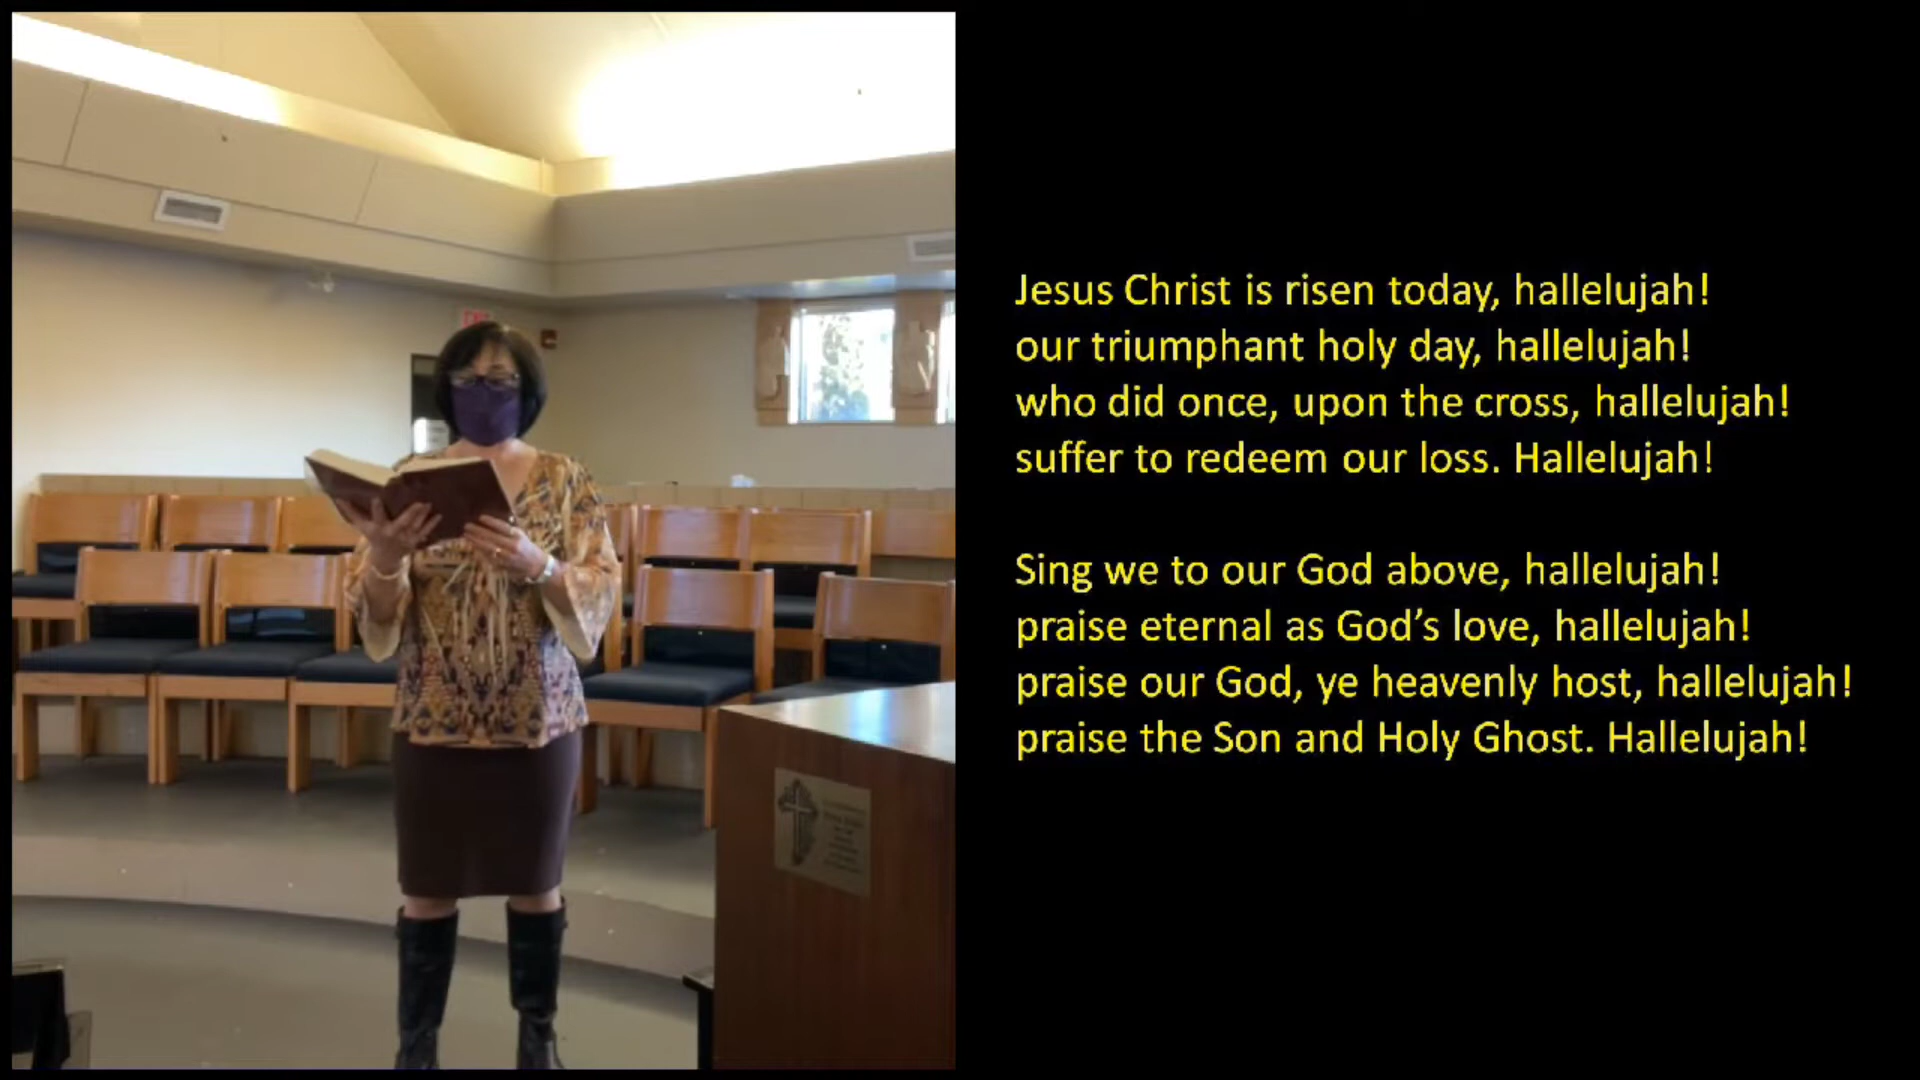 Jesus Christ is risen today, hallelujah!
our triumphant holy day, hallelujah!
who did once, upon the cross, hallelujah!
suffer to redeem our loss. Hallelujah!
Sing we to our God above, hallelujah!
praise eternal as God’s love, hallelujah!
praise our God, ye heavenly host, hallelujah!
praise the Son and Holy Ghost. Hallelujah!